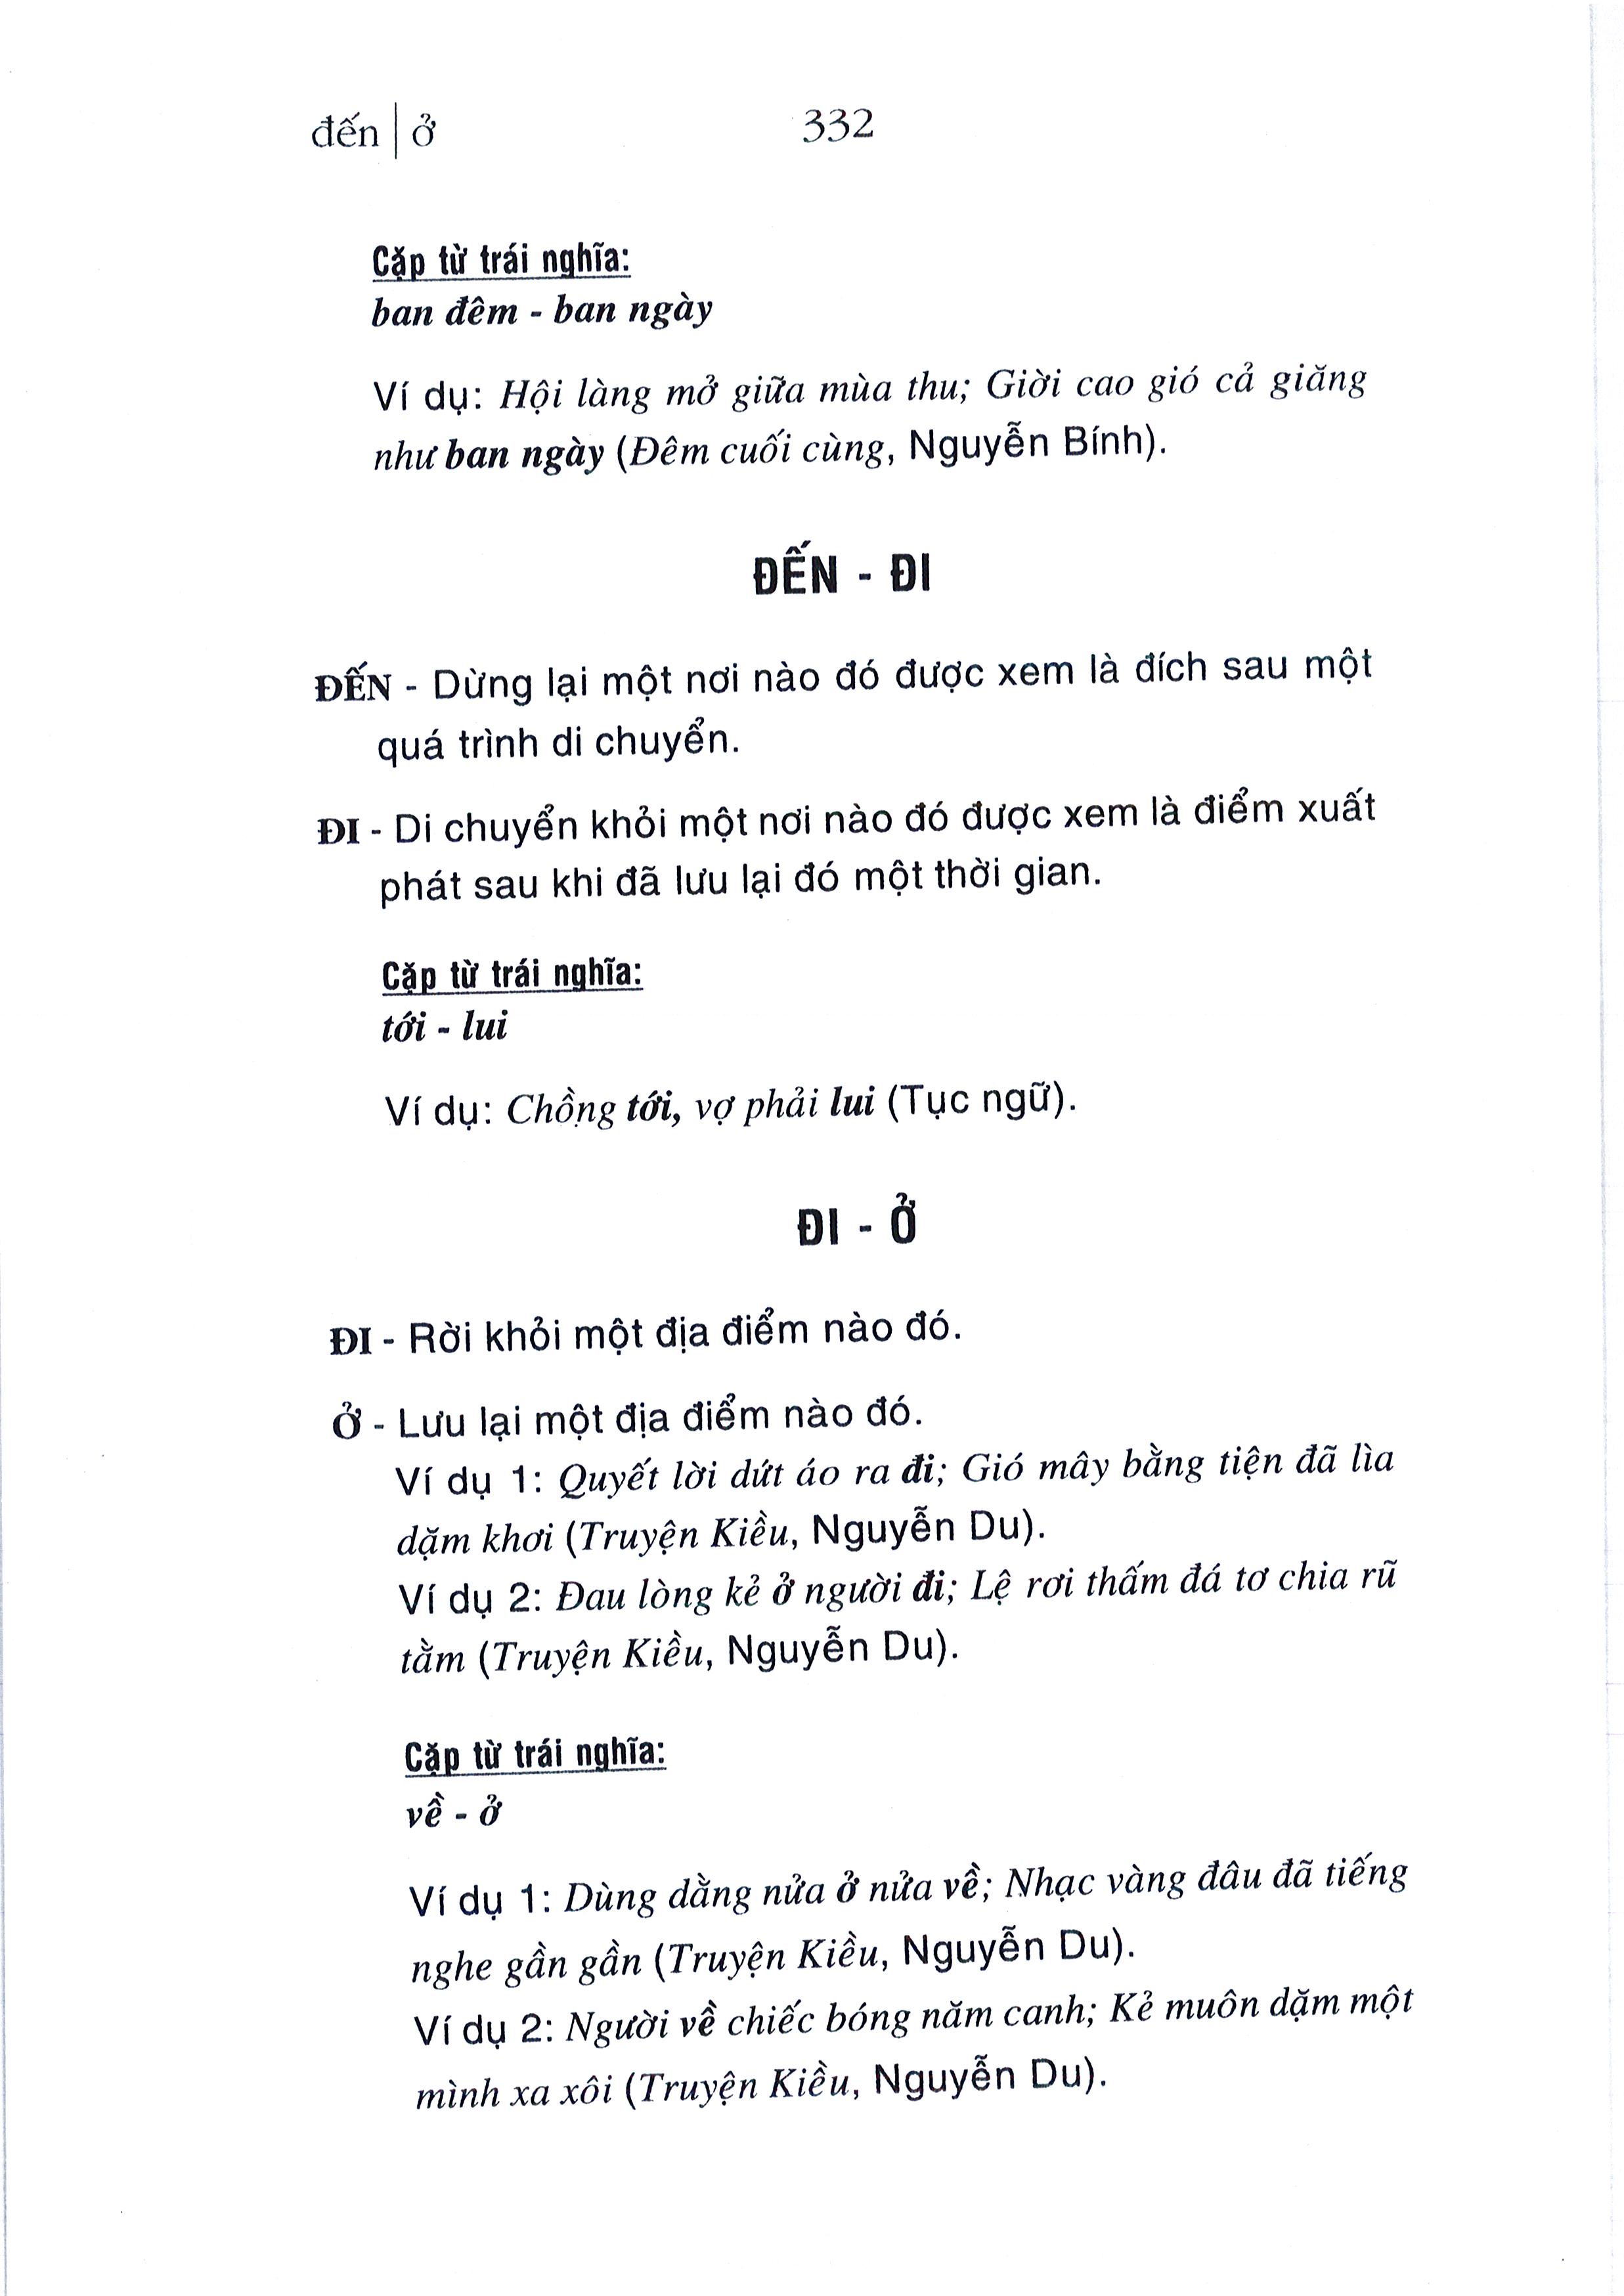 đến | ở 332
Cặp từ trái nghĩa:
ban đêm - ban ngày
Ví dụ: Hội làng mở giữa mùa thu; Giời cao gió cả giăng
như ban ngày (Đêm cuối cùng, Nguyễn Bính).
ĐẾN - ĐI
ĐẾN - Dừng lại một nơi nào đó được xem là đích sau một
quá trình di chuyển.
ĐI - Di chuyển khỏi một nơi nào đó được xem là điểm xuất
phát sau khi đã lưu lại đó một thời gian.
Cặp từ trái nghĩa:
tới - lui
Ví dụ: Chồng tới, vợ phải lui (Tục ngữ).
ĐI - Ở
ĐI - Rời khỏi một địa điểm nào đó.
Ở - Lưu lại một địa điểm nào đó.
Ví dụ 1: Quyết lời dứt áo ra đi; Gió mây bằng tiện đã lìa
dặm khơi (Truyện Kiều, Nguyễn Du).
Ví dụ 2: Đau lòng kẻ ở người đi; Lệ rơi thấm đá tơ chia rũ
tằm (Truyện Kiều, Nguyễn Du).
Cặp từ trái nghĩa:
về - ở
Ví dụ 1: Dùng dằng nửa ở nửa về; Nhạc vàng đâu đã tiếng
nghe gần gần (Truyện Kiều, Nguyễn Du).
Ví dụ 2: Người về chiếc bóng năm canh; Kẻ muôn dặm một
mình xa xôi (Truyện Kiều, Nguyễn Du).